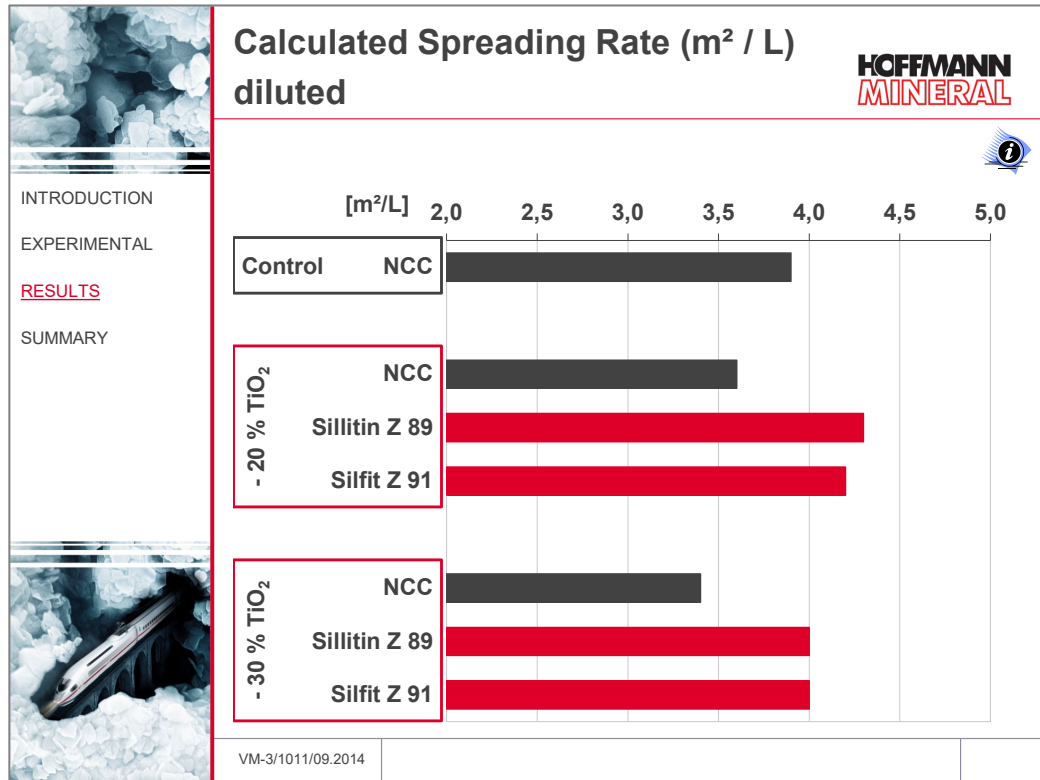 Calculated Spreading Rate (m² / L)
diluted
HOFFMANN
MINERAL
i
INTRODUCTION
EXPERIMENTAL
RESULTS
SUMMARY
[m²/L] 2,0 2,5 3,0 3,5 4,0 4,5 5,0
Control NCC
- 20 % TiO₂
NCC
Sillitin Z 89
Silfit Z 91
- 30 % TiO₂
NCC
Sillitin Z 89
Silfit Z 91
VM-3/1011/09.2014